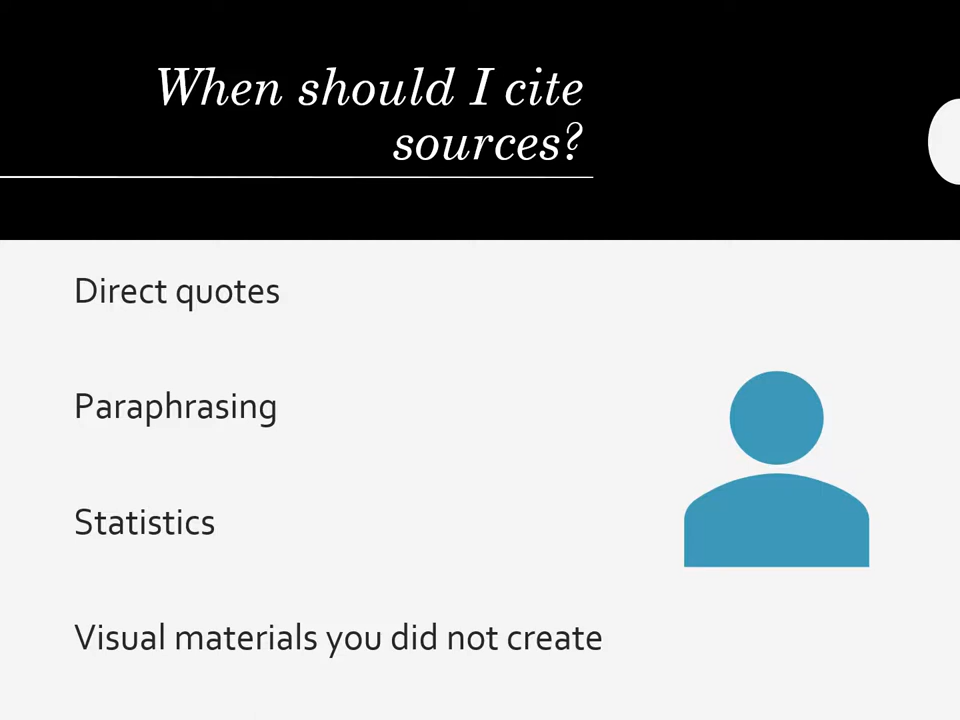 When should I cite
sources?
Direct quotes
Paraphrasing
Statistics
Visual materials you did not create